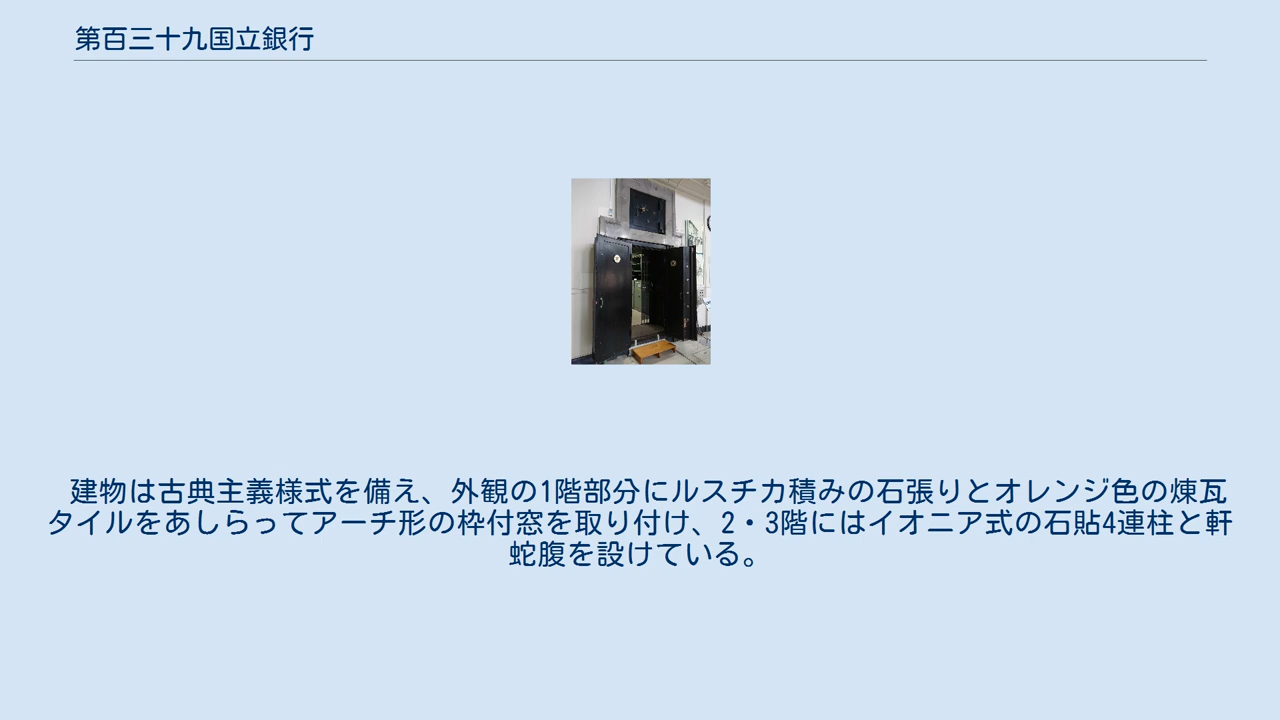 第百三十九国立銀行
建物は古典主義様式を備え、外観の1階部分にルスチカ積みの石張りとオレンジ色の煉瓦
タイルをあしらってアーチ形の枠付窓を取り付け、2・3階にはイオニア式の石貼4連柱と軒
蛇腹を設けている。